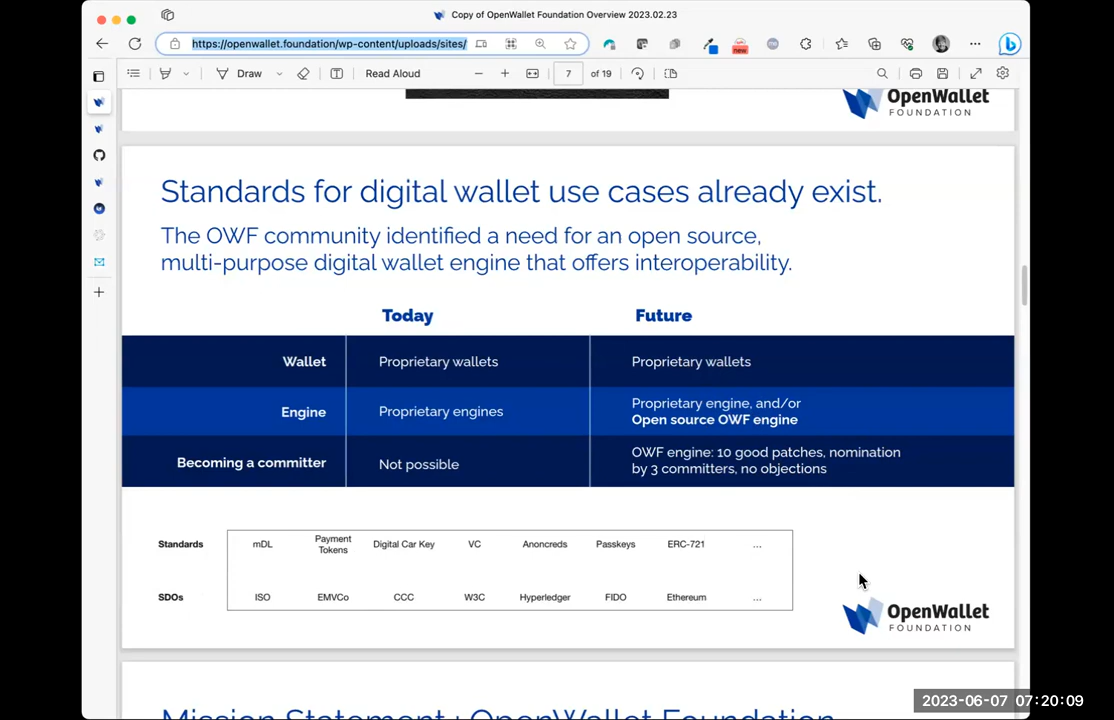 Copy of OpenWallet Foundation Overview 2023.02.23
https://openwallet.foundation/wp-content/uploads/sites/
new
Draw
Read Aloud
7 of 19
OpenWallet
FOUNDATION
Standards for digital wallet use cases already exist.
The OWF community identified a need for an open source,
multi-purpose digital wallet engine that offers interoperability.
Today Future
Wallet Proprietary wallets Proprietary wallets
Engine Proprietary engines Proprietary engine, and/or
Open source OWF engine
Becoming a committer Not possible OWF engine: 10 good patches, nomination
by 3 committers, no objections
Standards mDL Payment Tokens Digital Car Key VC Anoncreds Passkeys ERC-721 ...
SDOs ISO EMVCo CCC W3C Hyperledger FIDO Ethereum ...
OpenWallet
FOUNDATION
Mission Statement : OpenWallet Foundation
2023-06-07 07:20:09